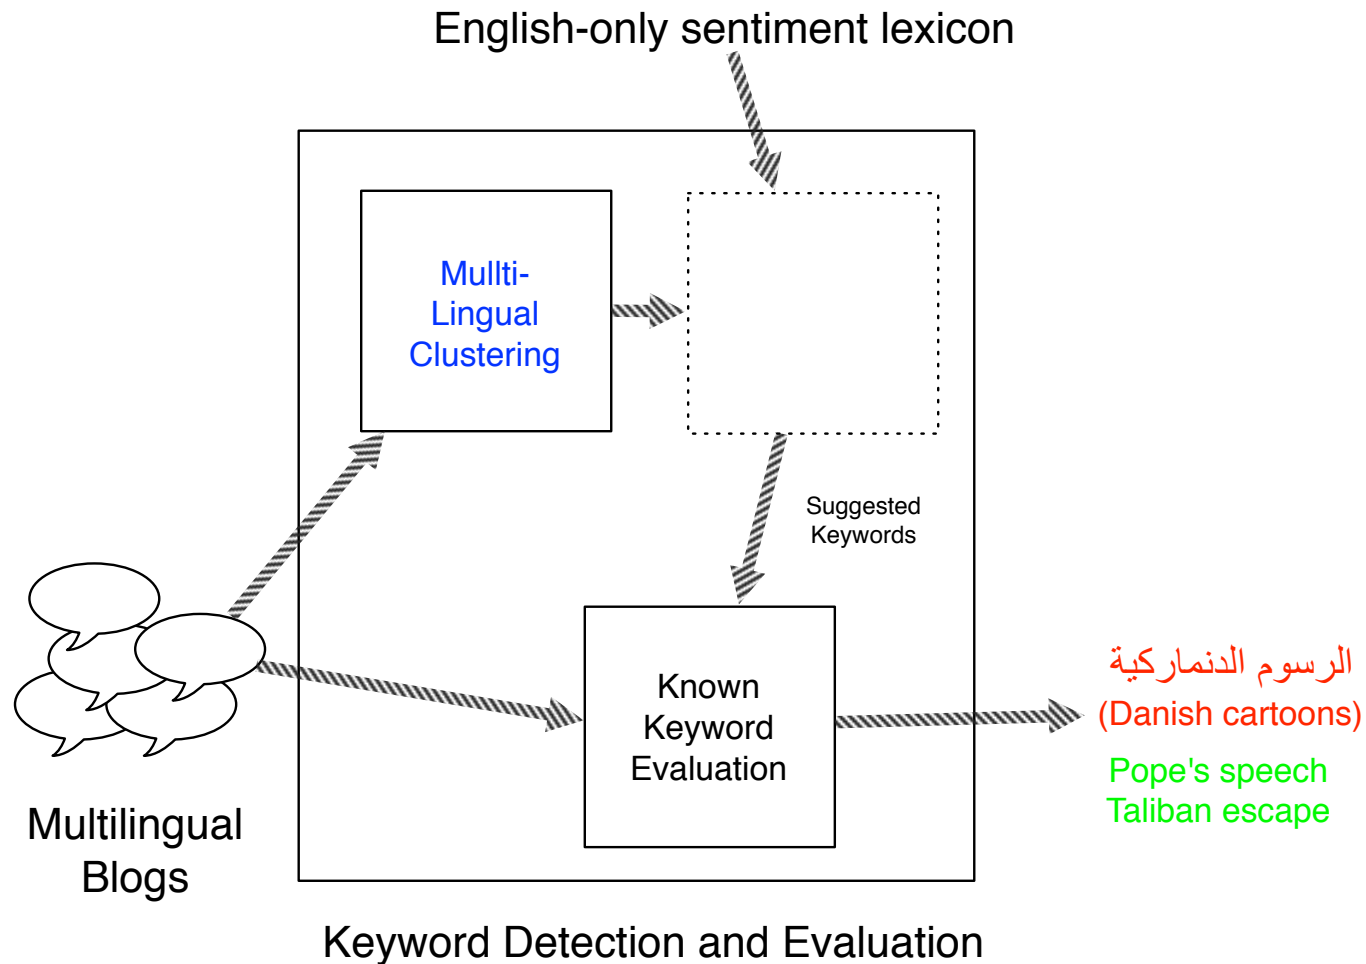 English-only sentiment lexicon
Mullti-
Lingual
Clustering
Suggested
Keywords
Known
Keyword
Evaluation
Multilingual
Blogs
الرسوم الدنماركية
(Danish cartoons)
Pope's speech
Taliban escape
Keyword Detection and Evaluation